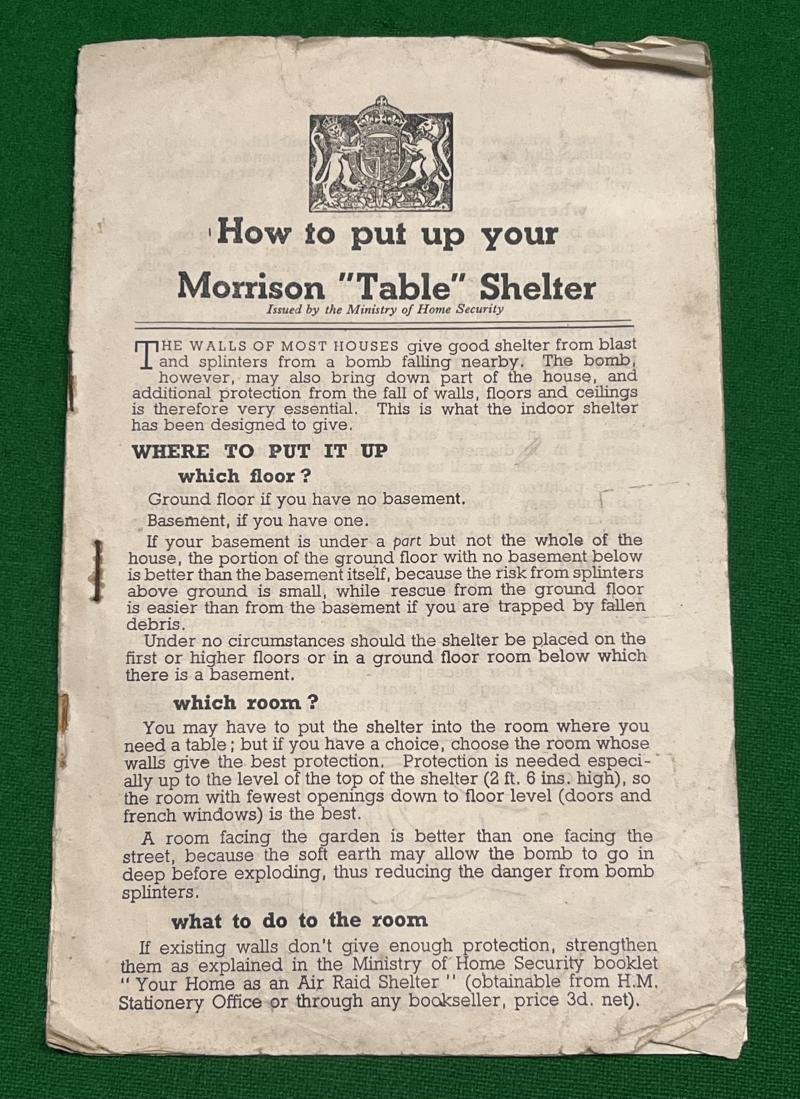 How to put up your
Morrison "Table" Shelter
Issued by the Ministry of Home Security
THE WALLS OF MOST HOUSES give good shelter from blast
and splinters from a bomb falling nearby. The bomb,
however, may also bring down part of the house, and
additional protection from the fall of walls, floors and ceilings
is therefore very essential. This is what the indoor shelter
has been designed to give.
WHERE TO PUT IT UP
which floor?
Ground floor if you have no basement.
Basement, if you have one.
If your basement is under a part but not the whole of the
house, the portion of the ground floor with no basement below
is better than the basement itself, because the risk from splinters
above ground is small, while rescue from the ground floor
is easier than from the basement if you are trapped by fallen
debris.
Under no circumstances should the shelter be placed on the
first or higher floors or in a ground floor room below which
there is a basement.
which room?
You may have to put the shelter into the room where you
need a table; but if you have a choice, choose the room whose
walls give the best protection. Protection is needed especi-
ally up to the level of the top of the shelter (2 ft. 6 ins. high), so
the room with fewest openings down to floor level (doors and
french windows) is the best.
A room facing the garden is better than one facing the
street, because the soft earth may allow the bomb to go in
deep before exploding, thus reducing the danger from bomb
splinters.
what to do to the room
If existing walls don't give enough protection, strengthen
them as explained in the Ministry of Home Security booklet
"Your Home as an Air Raid Shelter" (obtainable from H.M.
Stationery Office or through any bookseller, price 3d. net).